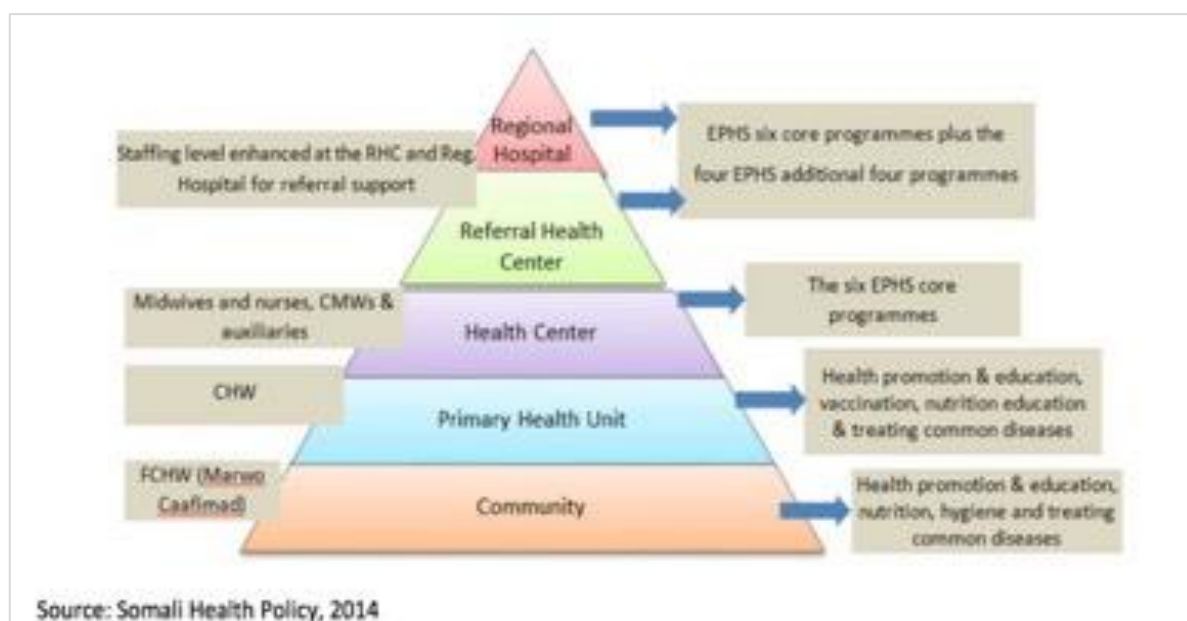 Regional
Hospital
Staffing level enhanced at the RHC and Reg.
Hospital for referral support
EPHS six core programmes plus the
four EPHS additional four programmes
Referral Health
Center
Midwives and nurses, CMWs &
auxiliaries
Health Center
The six EPHS core
programmes
CHW
Primary Health Unit
Health promotion & education,
vaccination, nutrition education
& treating common diseases
FCHW (Marwo
Caafimad)
Community
Health promotion & education,
nutrition, hygiene and treating
common diseases
Source: Somali Health Policy, 2014